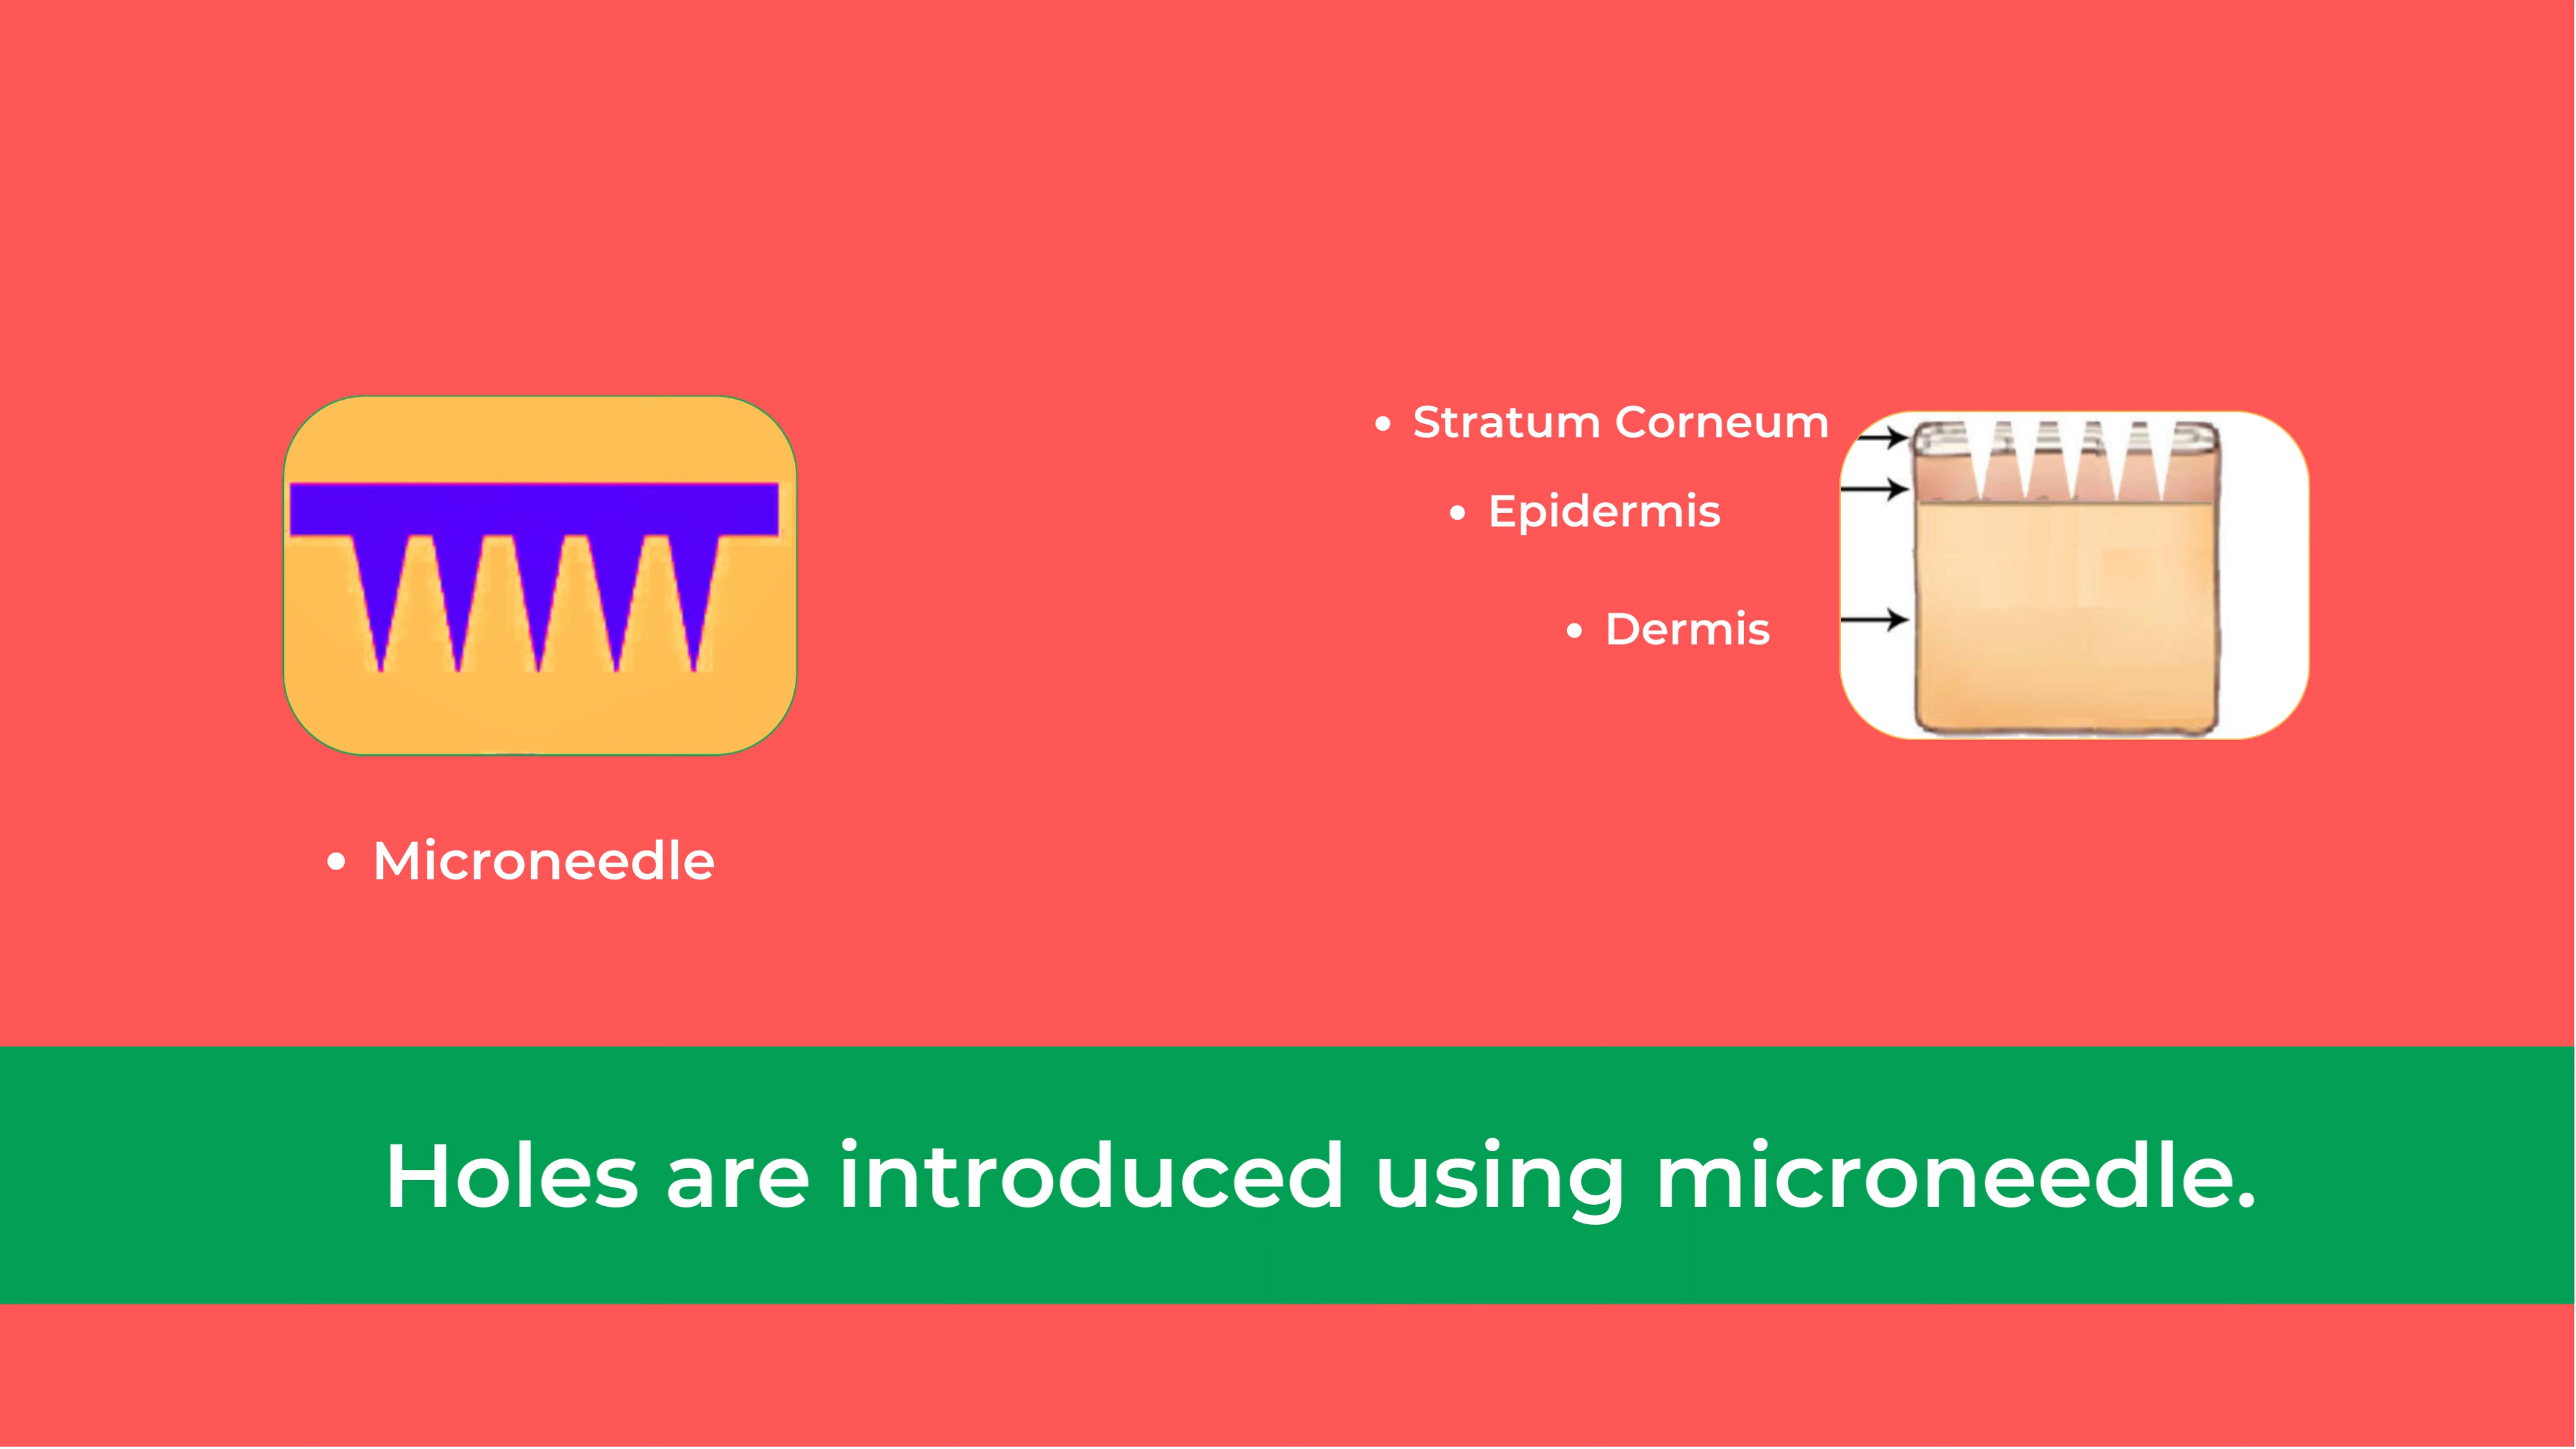 • Stratum Corneum
• Epidermis
• Dermis
• Microneedle
Holes are introduced using microneedle.